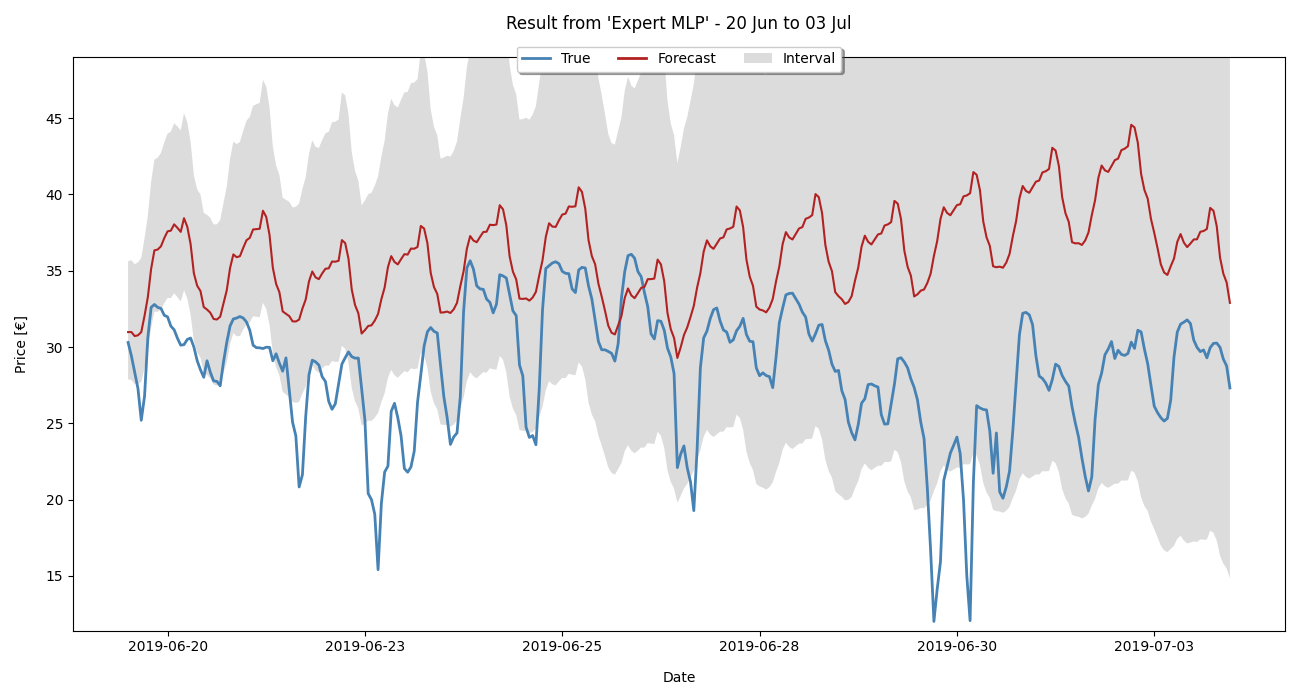 Result from 'Expert MLP' - 20 Jun to 03 Jul
True Forecast Interval
Price [€]
45
40
35
30
25
20
15
2019-06-20 2019-06-23 2019-06-25 2019-06-28 2019-06-30 2019-07-03
Date